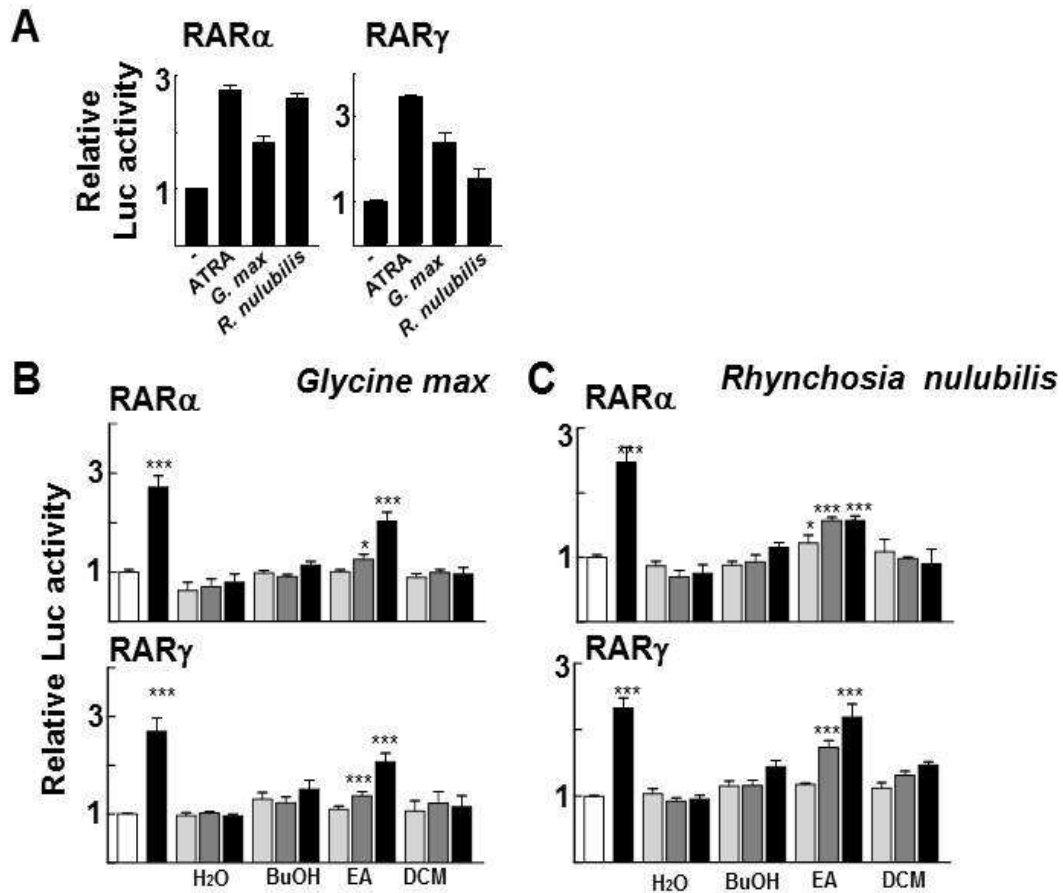 A
RARα
RARγ
Relative
Luc activity
3
1
3
1
-
ATRA
G. max
R. nulubilis
-
ATRA
G. max
R. nulubilis
B
Glycine max
C
Rhynchosia nulubilis
Relative Luc activity
RARα
3
1
***
*
***
RARα
3
1
***
*
***
***
RARγ
3
1
***
***
***
RARγ
3
1
***
***
***
H2O
BuOH
EA
DCM
H2O
BuOH
EA
DCM